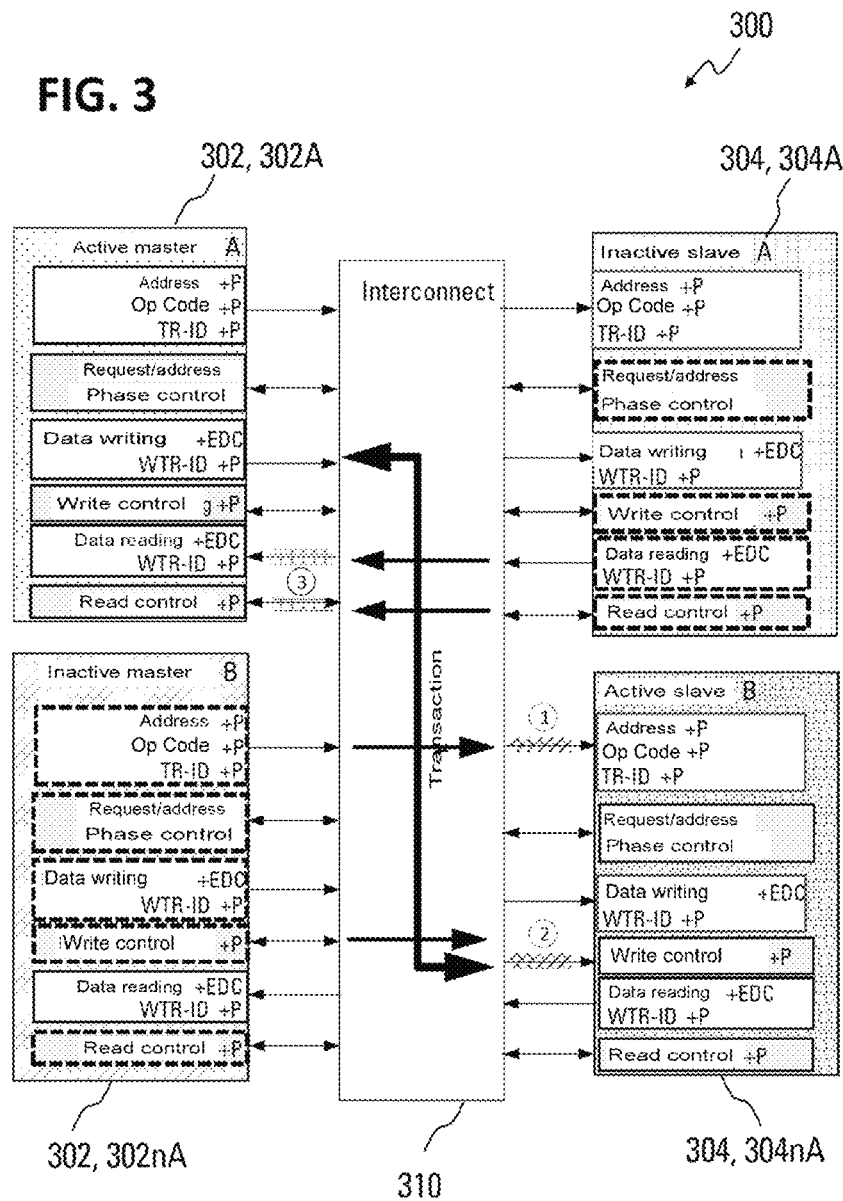 300
FIG. 3
302, 302A
304, 304A
Active master A
Address +P
Op Code +P
TR-ID +P
Request/address
Phase control
Data writing +EDC
WTR-ID +P
Write control g+P
Data reading +EDC
WTR-ID +P
Read control +P
Interconnect
Transaction
3
1
2
Inactive slave A
Address +P
Op Code +P
TR-ID +P
Request/address
Phase control
Data writing +EDC
WTR-ID +P
Write control +P
Data reading +EDC
WTR-ID +P
Read control +P
Inactive master B
Address +P
Op Code +P
TR-ID +P
Request/address
Phase control
Data writing +EDC
WTR-ID +P
Write control +P
Data reading +EDC
WTR-ID +P
Read control +P
Active slave B
Address +P
Op Code +P
TR-ID +P
Request/address
Phase control
Data writing +EDC
WTR-ID +P
Write control +P
Data reading +EDC
WTR-ID +P
Read control +P
302, 302nA
310
304, 304nA